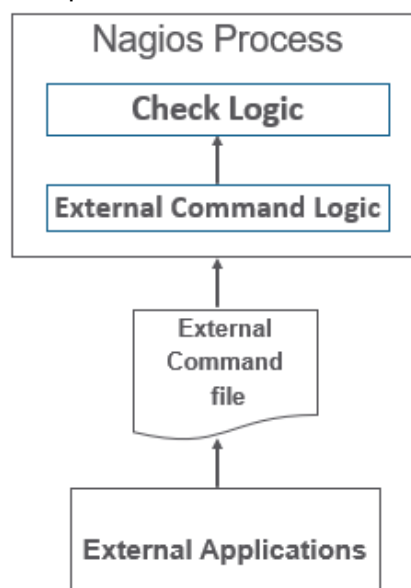 Nagios Process
Check Logic
External Command Logic
External
Command
file
External Applications